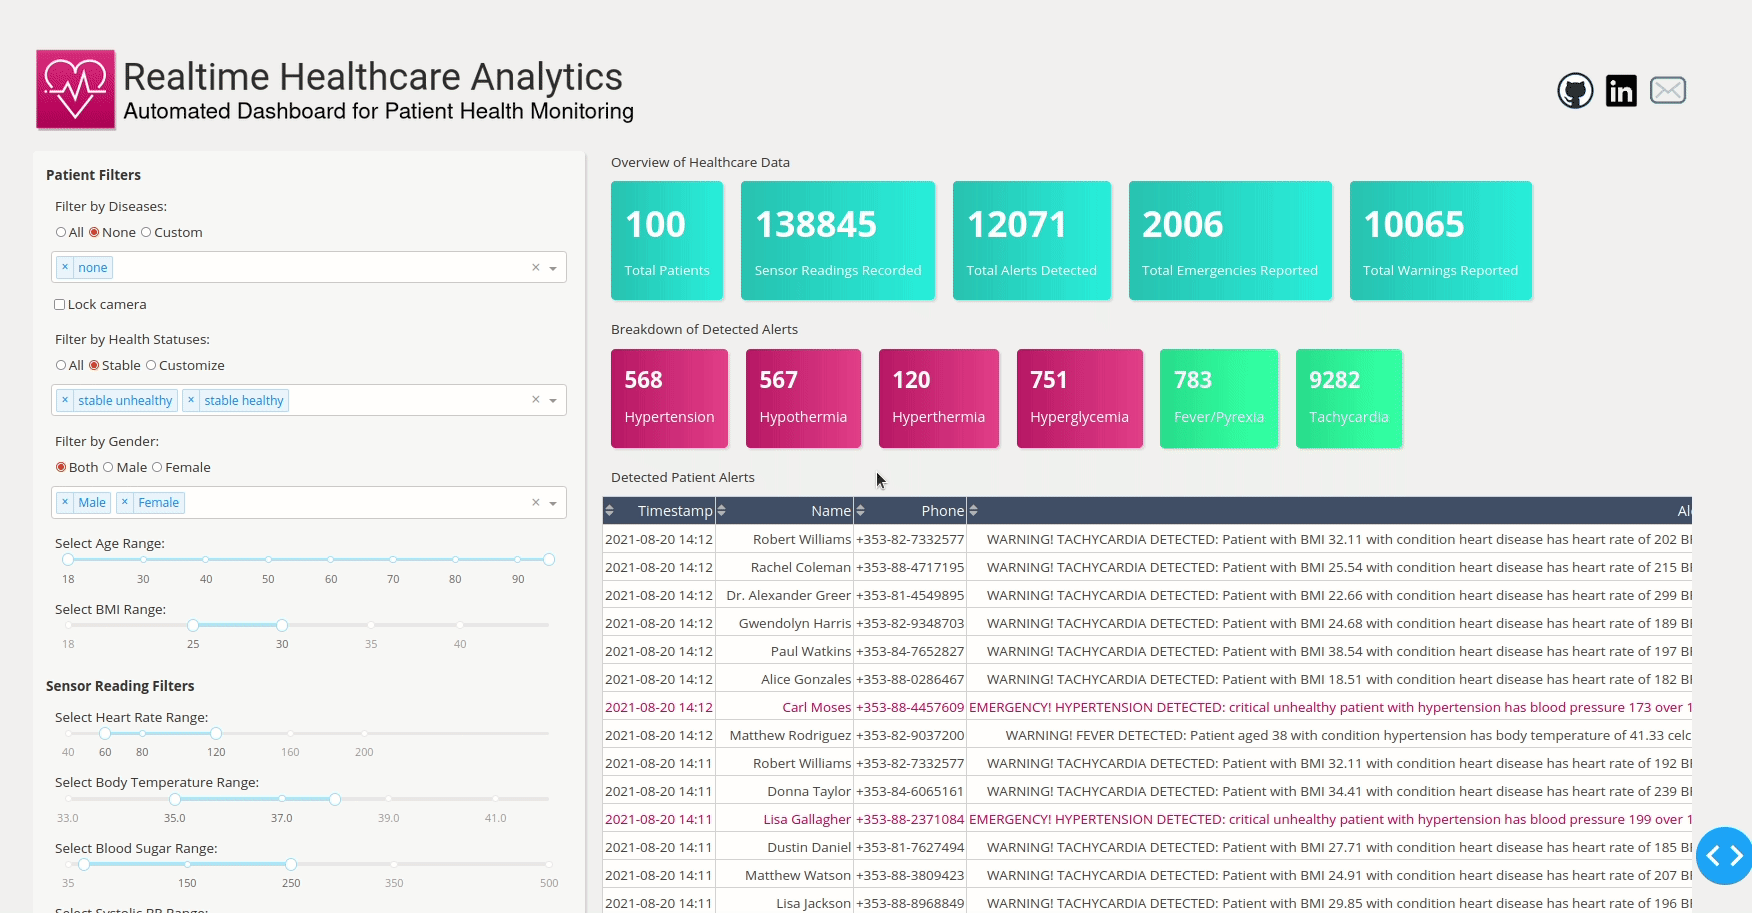 Realtime Healthcare Analytics
Automated Dashboard for Patient Health Monitoring
in
Patient Filters
Filter by Diseases:
All None Custom
× none ×
Lock camera
Filter by Health Statuses:
All Stable Customize
× stable unhealthy × stable healthy ×
Filter by Gender:
Both Male Female
× Male × Female ×
Select Age Range:
18 30 40 50 60 70 80 90
Select BMI Range:
18 25 30 35 40
Sensor Reading Filters
Select Heart Rate Range:
40 60 80 120 160 200
Select Body Temperature Range:
33.0 35.0 37.0 39.0 41.0
Select Blood Sugar Range:
35 150 250 350 500
Select Systolic BP Range:
Overview of Healthcare Data
100 138845 12071 2006 10065
Total Patients Sensor Readings Recorded Total Alerts Detected Total Emergencies Reported Total Warnings Reported
Breakdown of Detected Alerts
568 567 120 751 783 9282
Hypertension Hypothermia Hyperthermia Hyperglycemia Fever/Pyrexia Tachycardia
Detected Patient Alerts
Timestamp Name Phone
2021-08-20 14:12 Robert Williams +353-82-7332577 WARNING! TACHYCARDIA DETECTED: Patient with BMI 32.11 with condition heart disease has heart rate of 202
2021-08-20 14:12 Rachel Coleman +353-88-4717195 WARNING! TACHYCARDIA DETECTED: Patient with BMI 25.54 with condition heart disease has heart rate of 215
2021-08-20 14:12 Dr. Alexander Greer +353-81-4549895 WARNING! TACHYCARDIA DETECTED: Patient with BMI 22.66 with condition heart disease has heart rate of 299
2021-08-20 14:12 Gwendolyn Harris +353-82-9348703 WARNING! TACHYCARDIA DETECTED: Patient with BMI 24.68 with condition heart disease has heart rate of 189
2021-08-20 14:12 Paul Watkins +353-84-7652827 WARNING! TACHYCARDIA DETECTED: Patient with BMI 38.54 with condition heart disease has heart rate of 197
2021-08-20 14:12 Alice Gonzales +353-88-0286467 WARNING! TACHYCARDIA DETECTED: Patient with BMI 18.51 with condition heart disease has heart rate of 182
2021-08-20 14:12 Carl Moses +353-88-4457609 EMERGENCY! HYPERTENSION DETECTED: critical unhealthy patient with hypertension has blood pressure 173 over
2021-08-20 14:12 Matthew Rodriguez +353-82-9037200 WARNING! FEVER DETECTED: Patient aged 38 with condition hypertension has body temperature of 41.33 celc
2021-08-20 14:11 Robert Williams +353-82-7332577 WARNING! TACHYCARDIA DETECTED: Patient with BMI 32.11 with condition heart disease has heart rate of 192
2021-08-20 14:11 Donna Taylor +353-84-6065161 WARNING! TACHYCARDIA DETECTED: Patient with BMI 34.41 with condition heart disease has heart rate of 239
2021-08-20 14:11 Lisa Gallagher +353-88-2371084 EMERGENCY! HYPERTENSION DETECTED: critical unhealthy patient with hypertension has blood pressure 199 over
2021-08-20 14:11 Dustin Daniel +353-81-7627494 WARNING! TACHYCARDIA DETECTED: Patient with BMI 27.71 with condition heart disease has heart rate of 185
2021-08-20 14:11 Matthew Watson +353-88-3809423 WARNING! TACHYCARDIA DETECTED: Patient with BMI 24.91 with condition heart disease has heart rate of 207
2021-08-20 14:11 Lisa Jackson +353-88-8968849 WARNING! TACHYCARDIA DETECTED: Patient with BMI 29.85 with condition heart disease has heart rate of 196